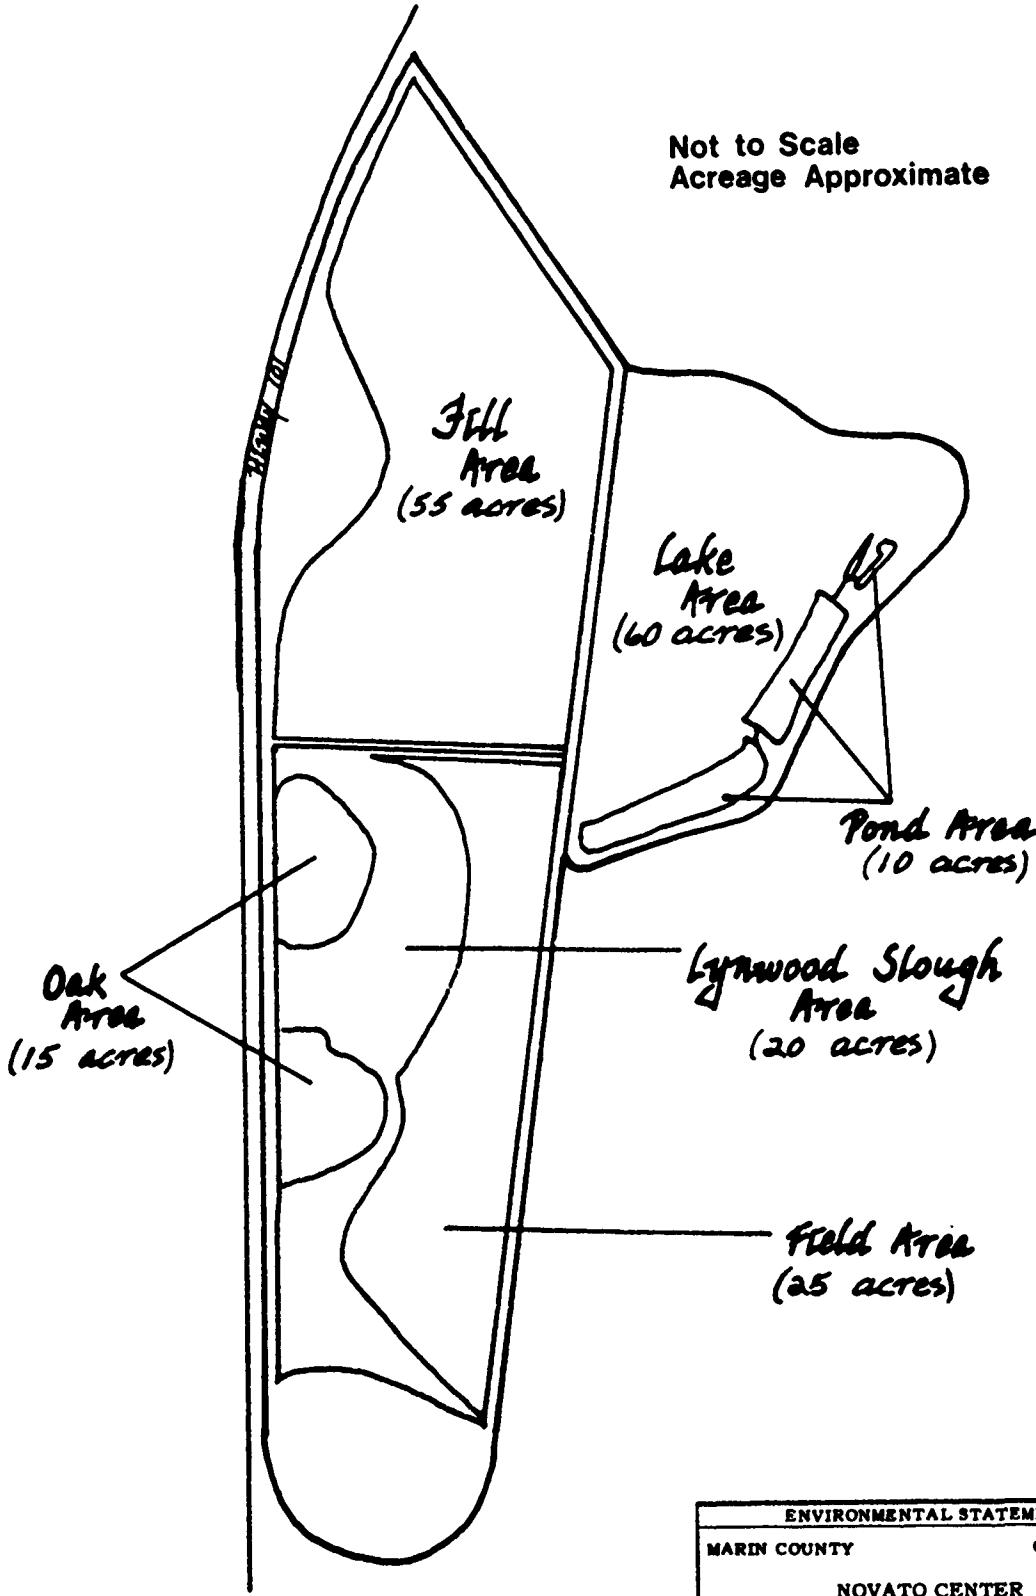 Not to Scale
Acreage Approximate
HIGHWAY 101
Fill
Area
(55 acres)
Lake
Area
(60 acres)
Pond Area
(10 acres)
Oak
Area
(15 acres)
Lynwood Slough
Area
(20 acres)
Field Area
(25 acres)
ENVIRONMENTAL STATEM
MARIN COUNTY
NOVATO CENTER